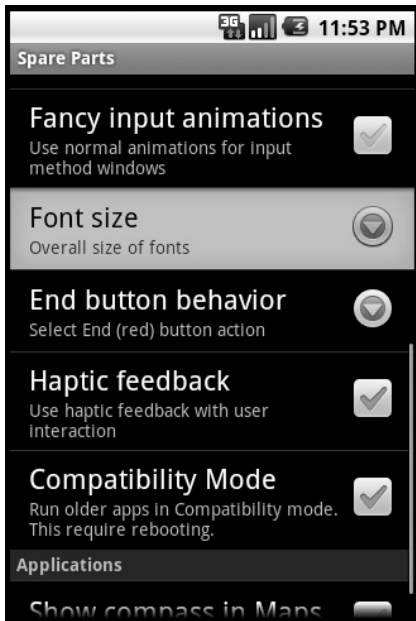 3G 11:53 PM
Spare Parts
Fancy input animations
Use normal animations for input
method windows
Font size
Overall size of fonts
End button behavior
Select End (red) button action
Haptic feedback
Use haptic feedback with user
interaction
Compatibility Mode
Run older apps in Compatibility mode.
This require rebooting.
Applications
Show compass in Maps